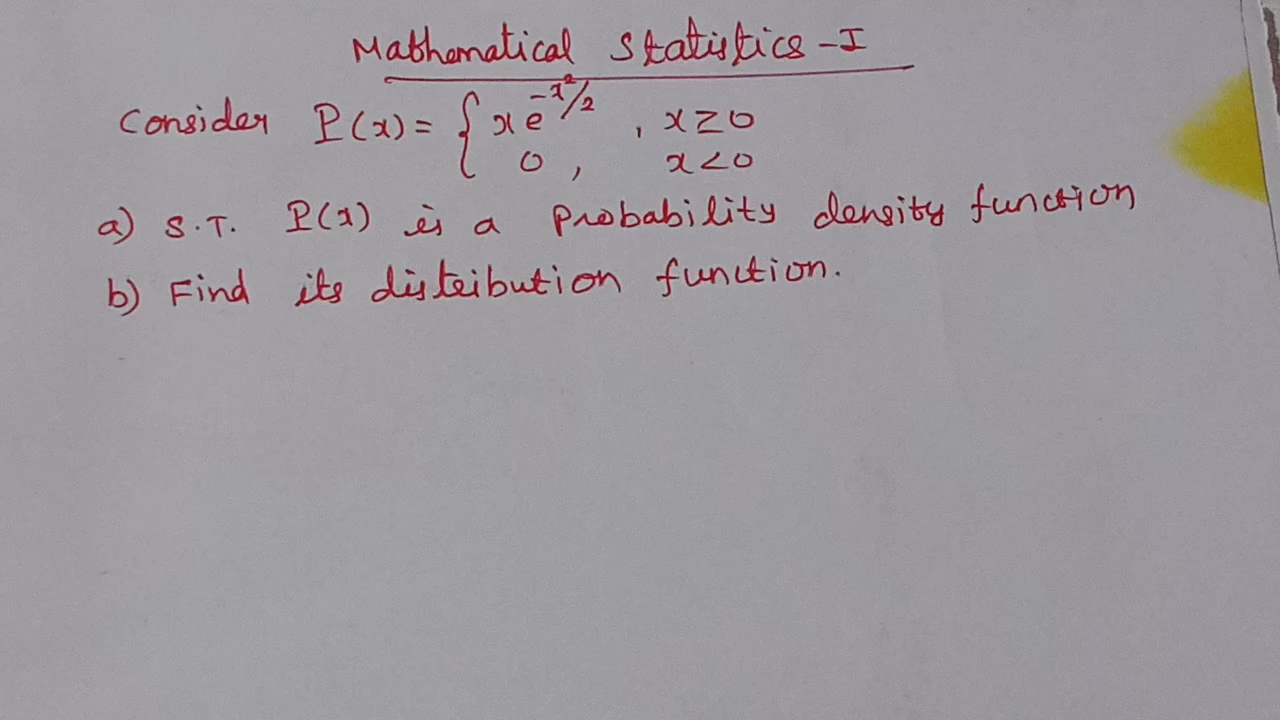 Mathematical Statistics - I
Consider P(x) = { x e^{-x²/2} , x ≥ 0
0 , x < 0
a) S.T. P(x) is a Probability density function
b) Find its distribution function.